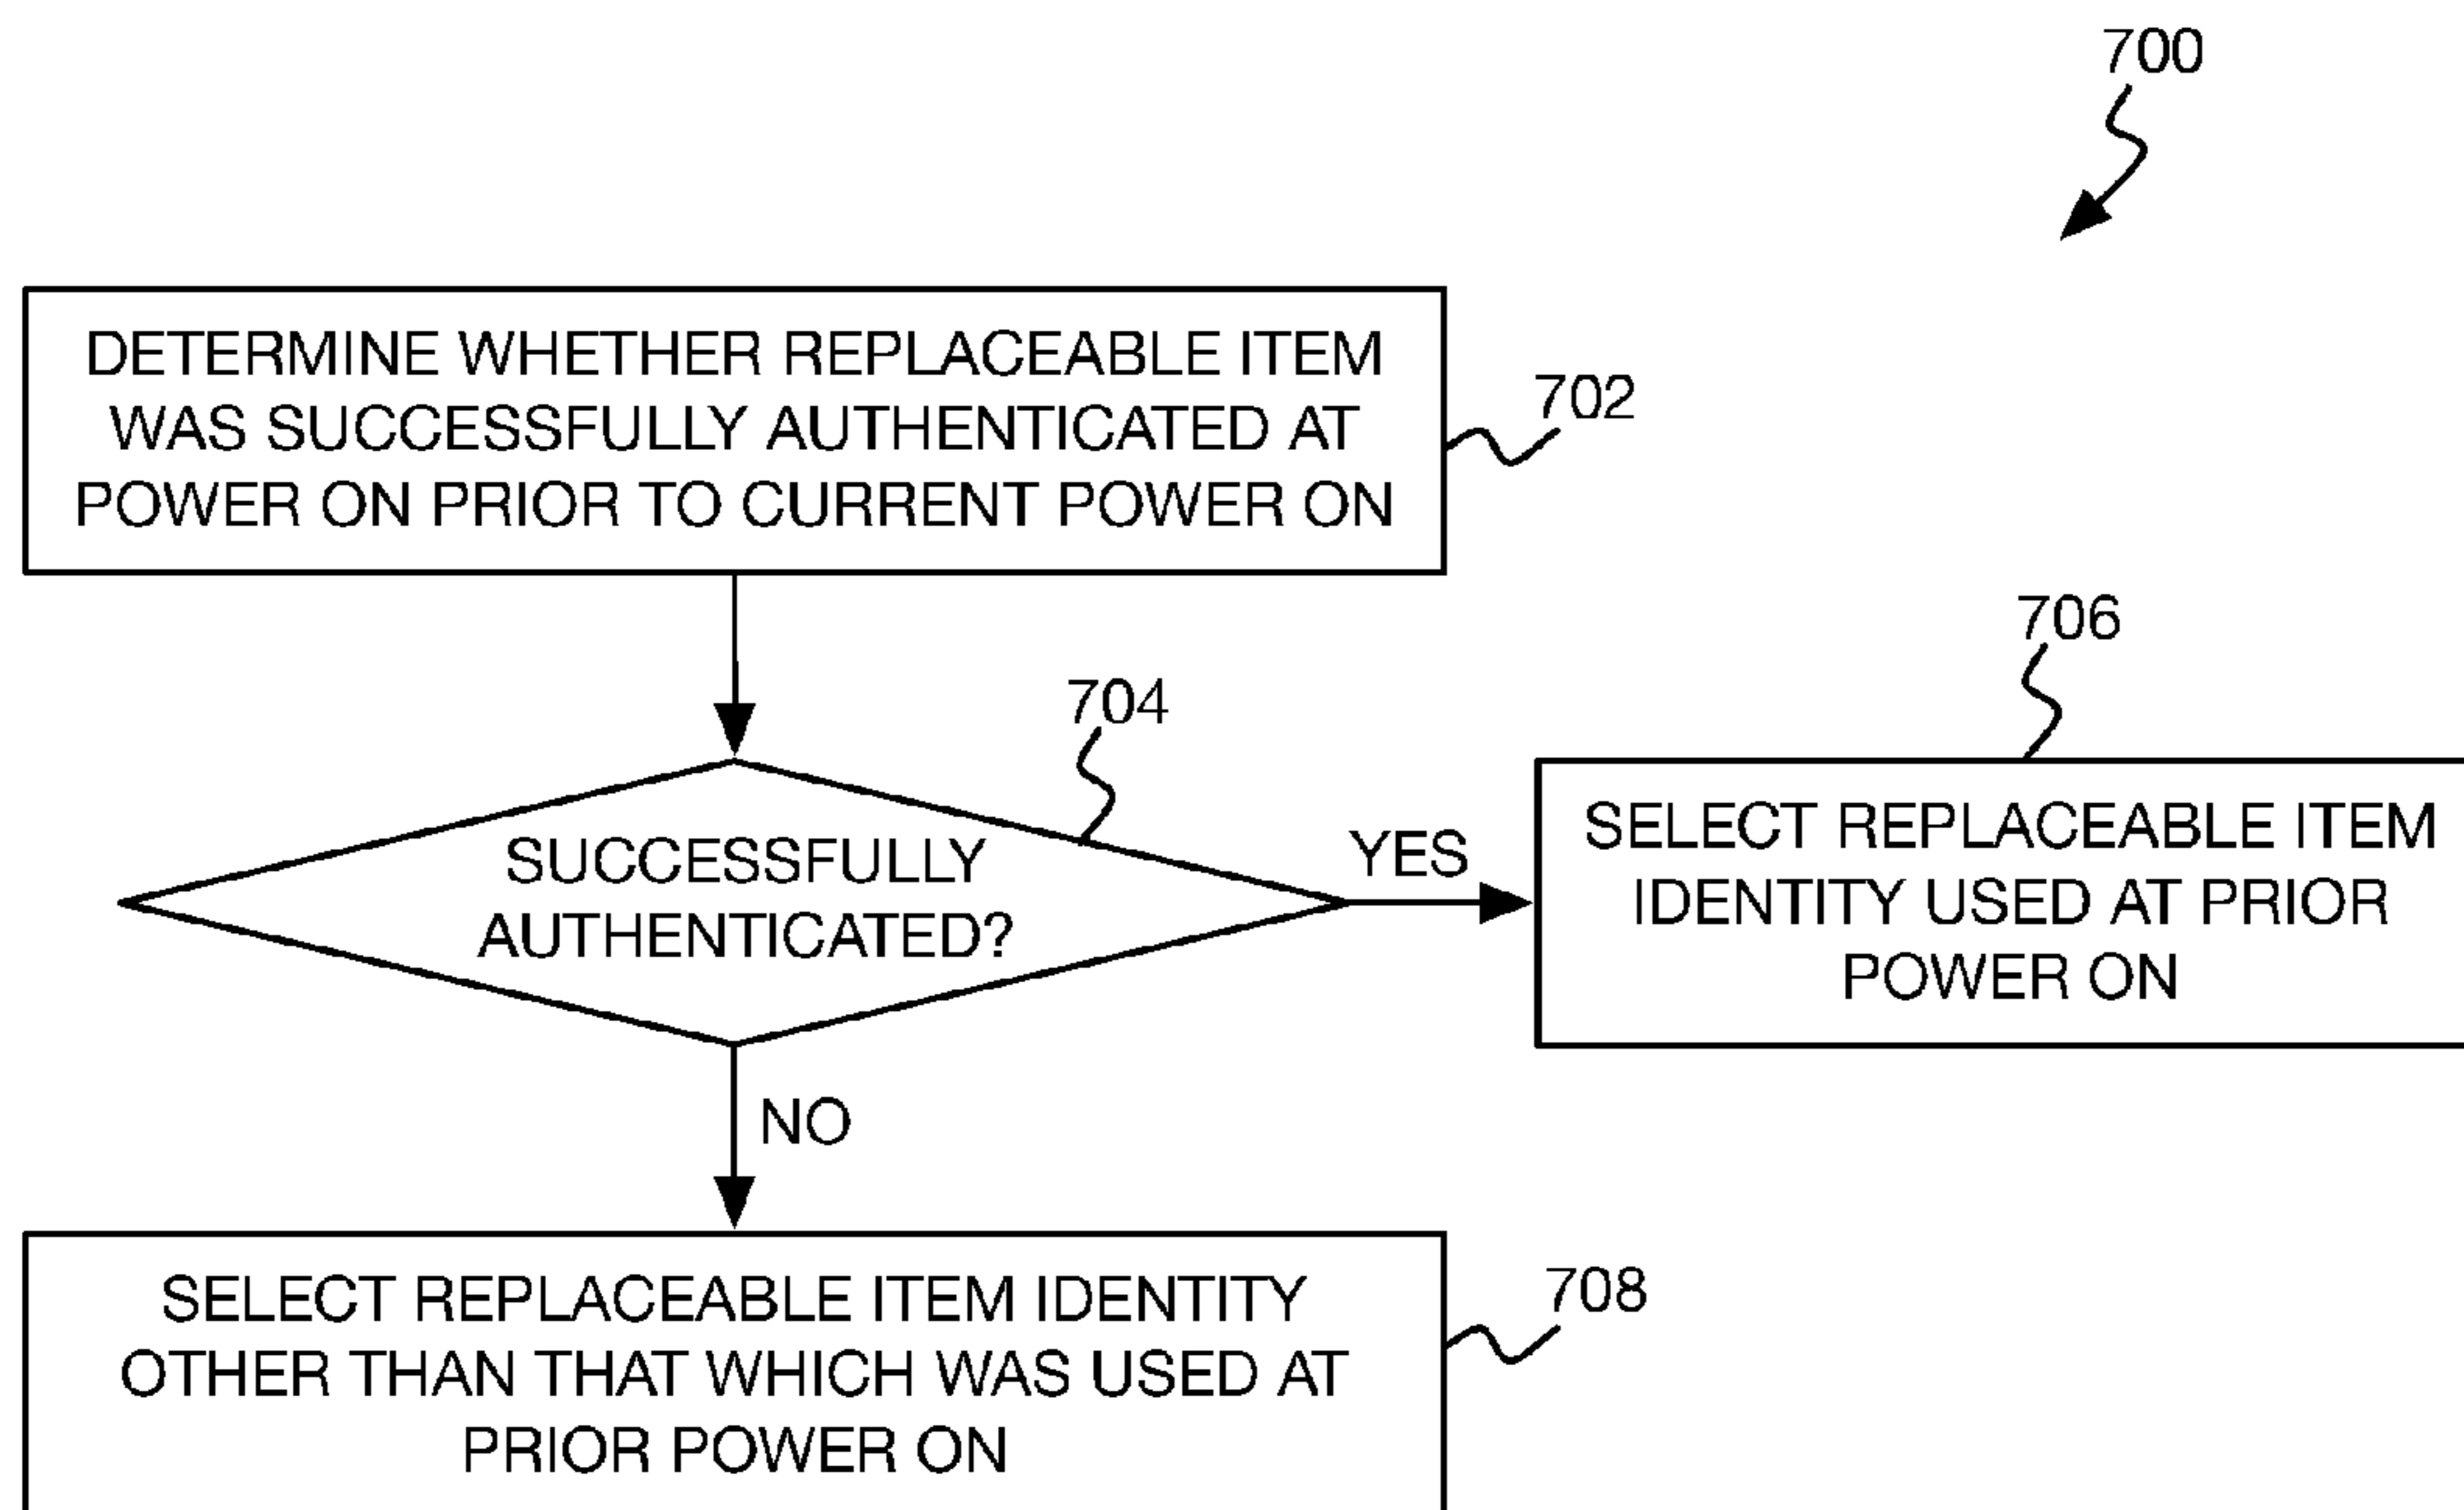 700
DETERMINE WHETHER REPLACEABLE ITEM
WAS SUCCESSFULLY AUTHENTICATED AT
POWER ON PRIOR TO CURRENT POWER ON
702
704
SUCCESSFULLY
AUTHENTICATED?
YES
706
SELECT REPLACEABLE ITEM
IDENTITY USED AT PRIOR
POWER ON
NO
SELECT REPLACEABLE ITEM IDENTITY
OTHER THAN THAT WHICH WAS USED AT
PRIOR POWER ON
708